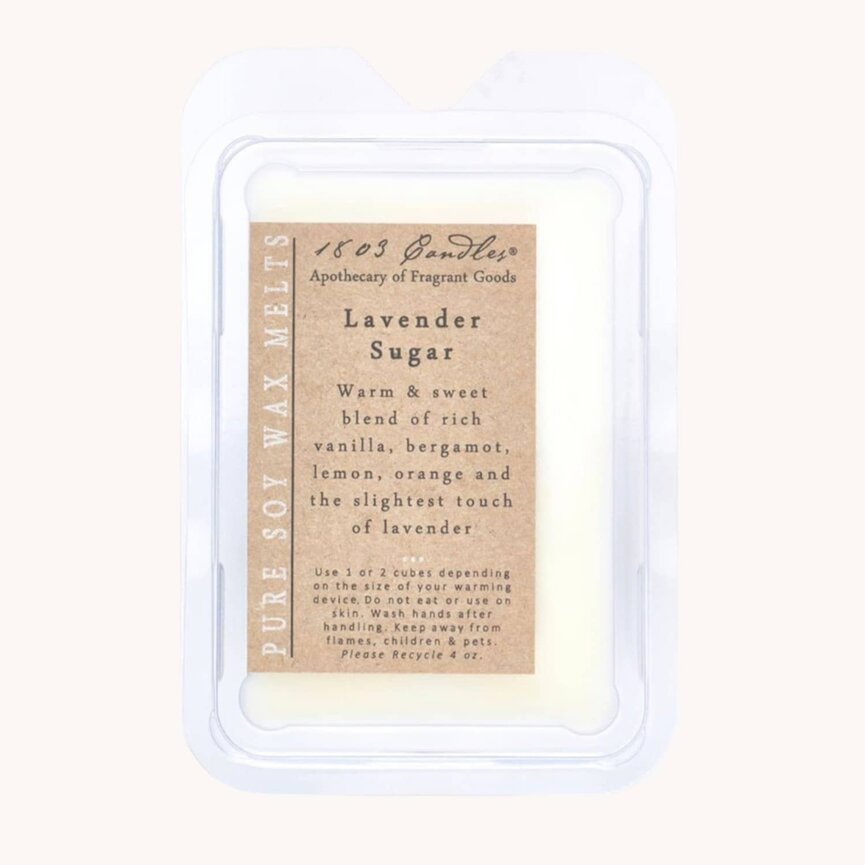 PURE SOY WAX MELTS
1803 Candles®
Apothecary of Fragrant Goods
Lavender
Sugar
Warm & sweet
blend of rich
vanilla, bergamot,
lemon, orange and
the slightest touch
of lavender
Use 1 or 2 cubes depending
on the size of your warming
device. Do not eat or use on
skin. Wash hands after
handling. Keep away from
flames, children & pets.
Please Recycle 4 oz.